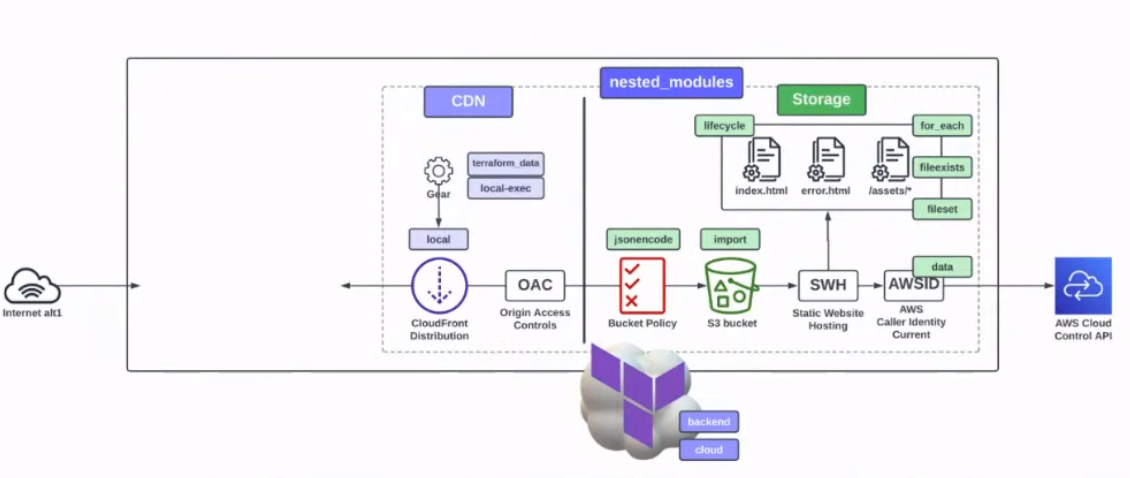 nested_modules
CDN
Storage
lifecycle
for_each
terraform_data
local-exec
Gear
index.html
error.html
/assets/*
fileexists
fileset
local
jsonencode
import
data
OAC
SWH
AWSID
Internet alt1
CloudFront
Distribution
Origin Access
Controls
Bucket Policy
S3 bucket
Static Website
Hosting
AWS
Caller Identity
Current
AWS Cloud
Control API
backend
cloud